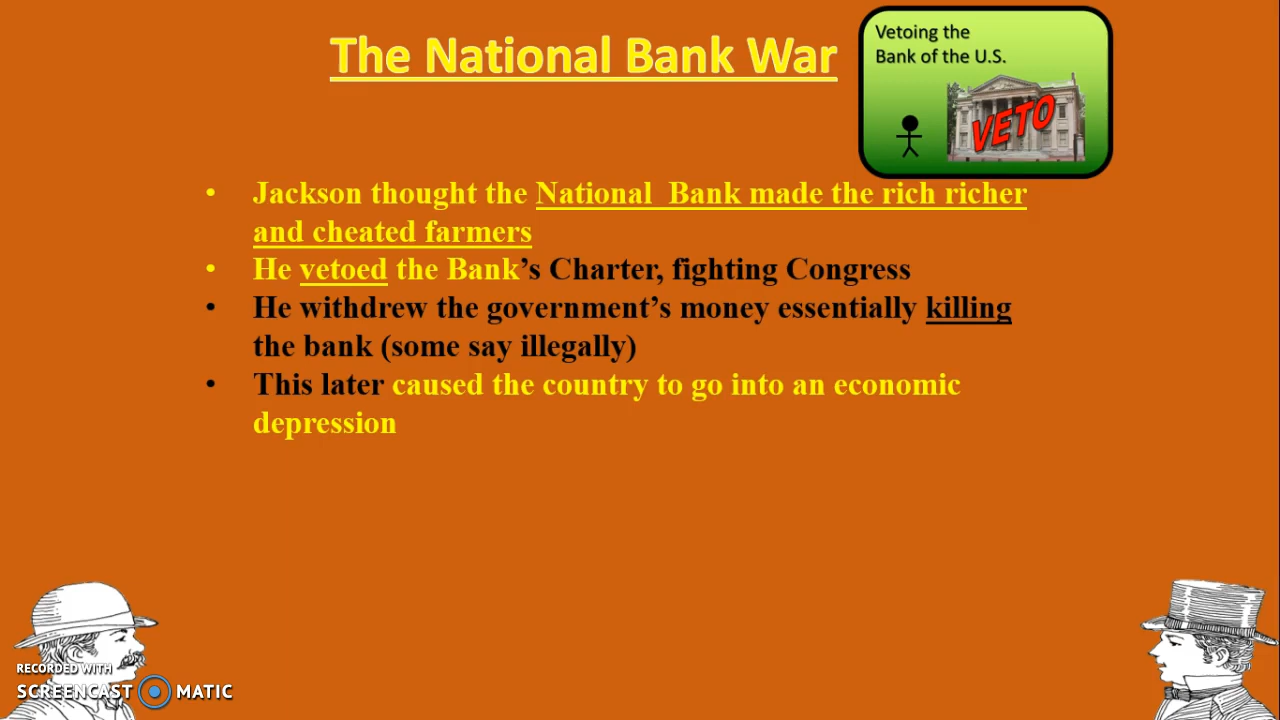 The National Bank War
Vetoing the
Bank of the U.S.
VETO
• Jackson thought the National  Bank made the rich richer
and cheated farmers
• He vetoed the Bank’s Charter, fighting Congress
• He withdrew the government’s money essentially killing
the bank (some say illegally)
• This later caused the country to go into an economic
depression
RECORDED WITH
SCREENCAST MATIC